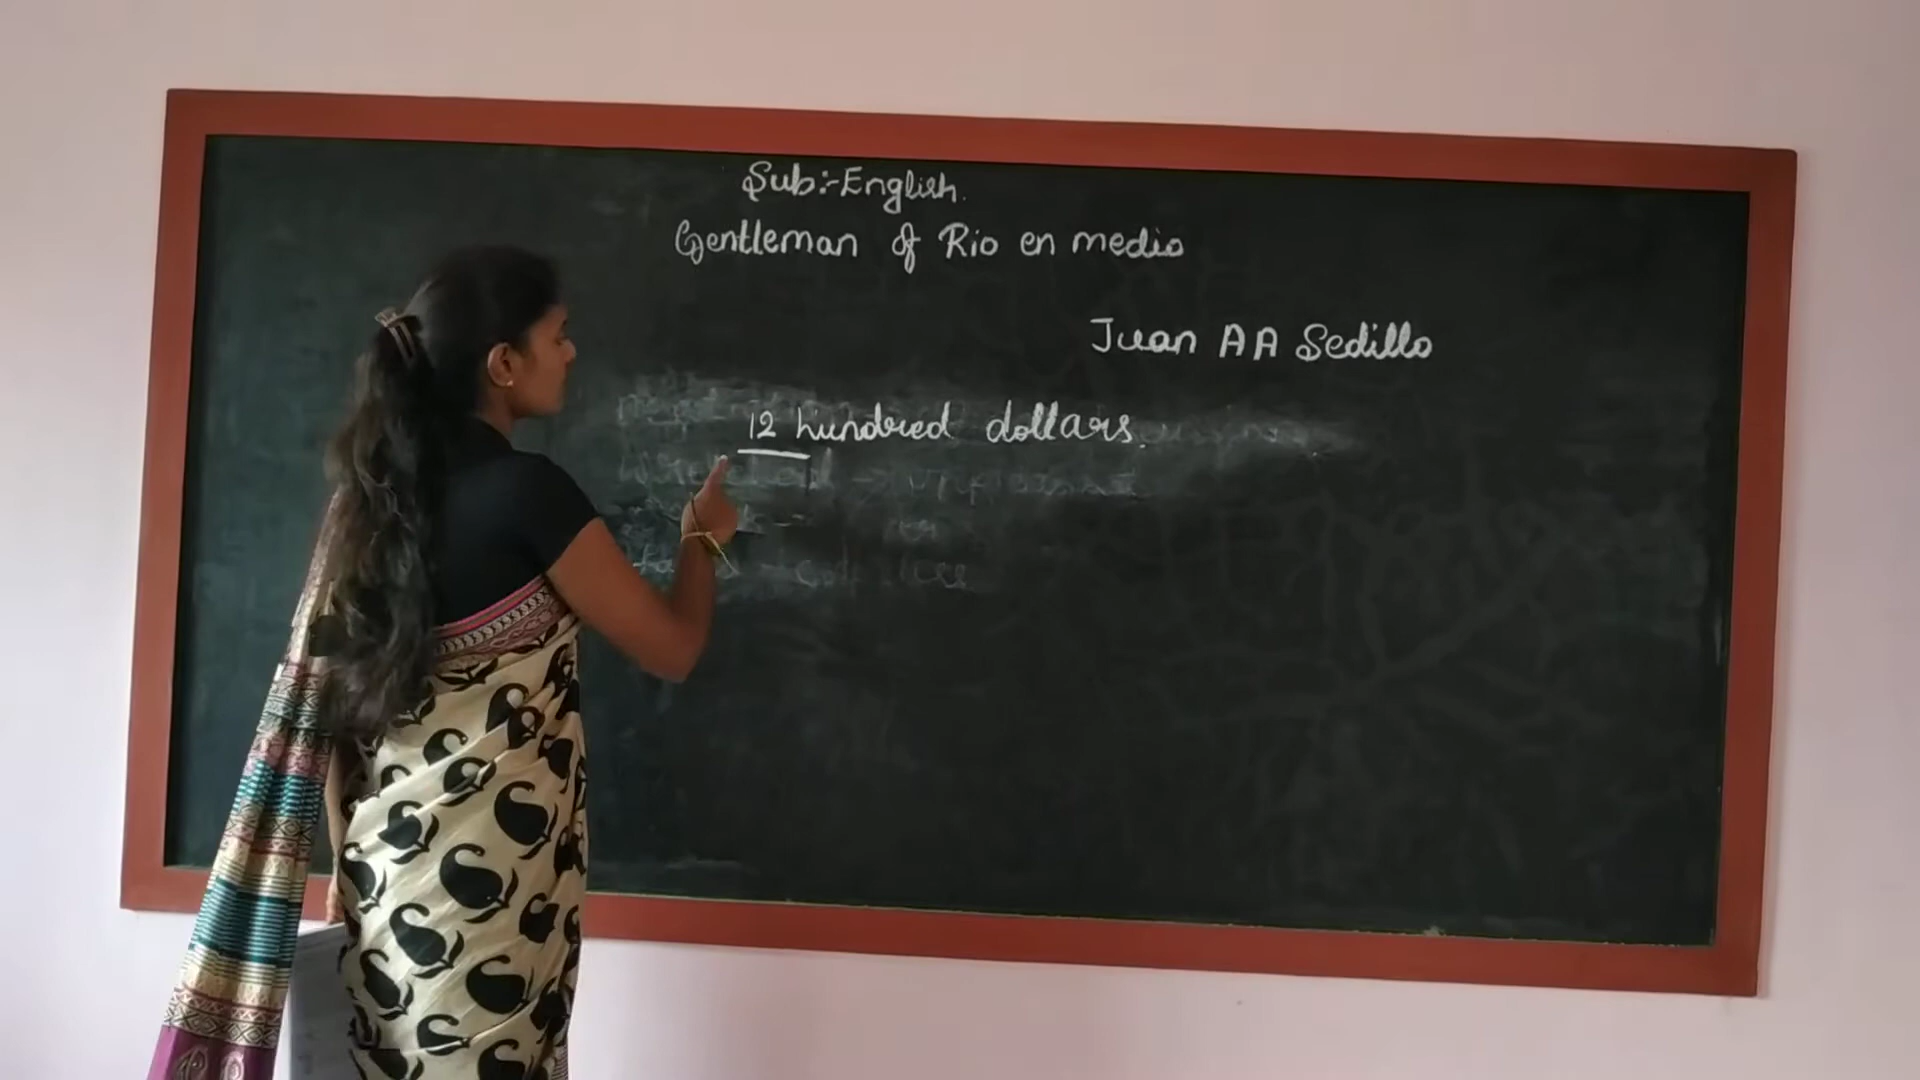 Sub:-English.
Gentleman of Rio en medio
Juan A A Sedillo
12 hundred dollars.